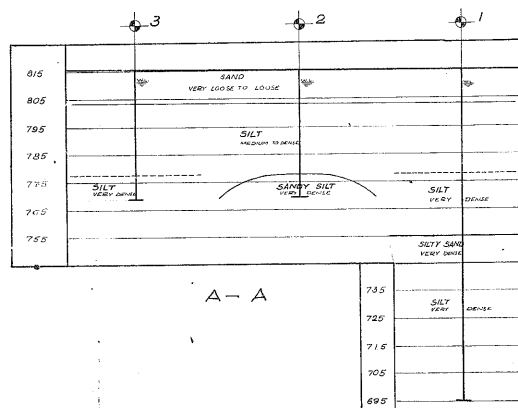 3 2 1
815
SAND
VERY LOOSE TO LOUSE
805
795
SILT
MEDIUM TO DENSE
785
775
SILT
VERY DENSE
SANDY SILT
VERY DENSE
SILT
VERY DENSE
765
755
SILTY SAND
VERY DENSE
A - A
735
SILT
VERY DENSE
725
715
705
695